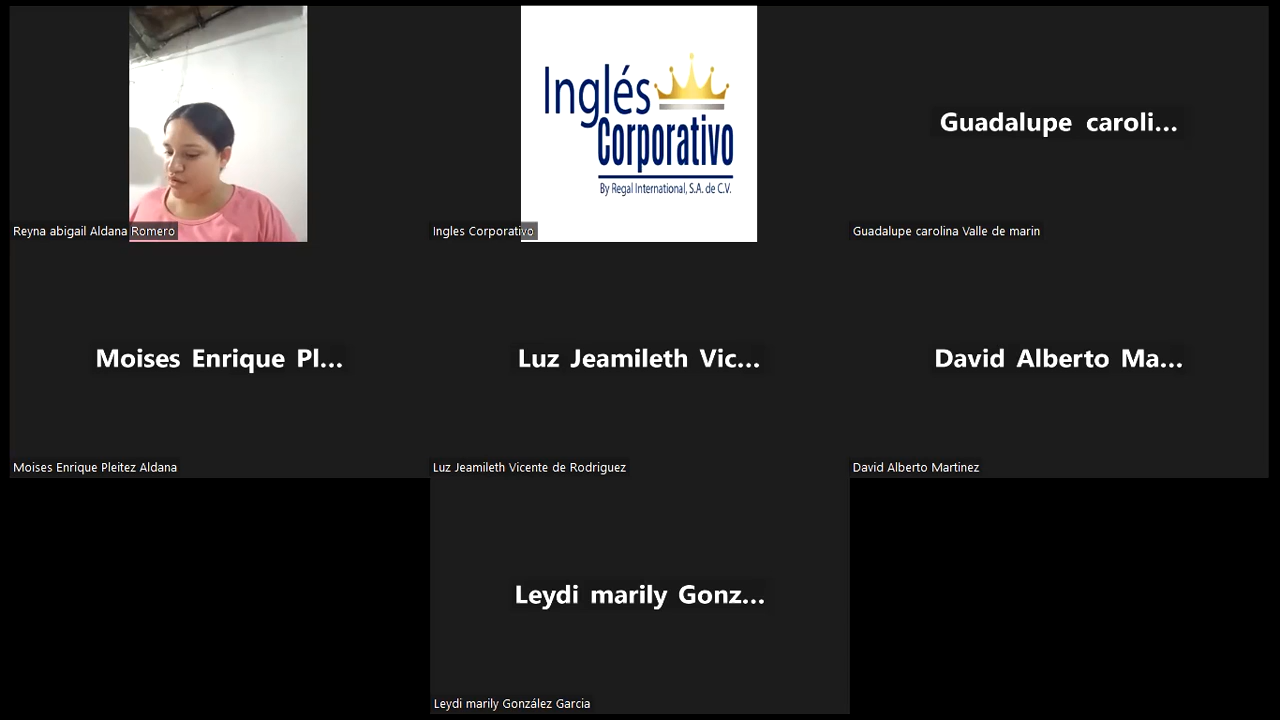 Inglés
Corporativo
By Regal International, S.A. de C.V.
Guadalupe caroli...
Reyna abigail Aldana Romero
Ingles Corporativo
Guadalupe carolina Valle de marin
Moises Enrique Pl...
Luz Jeamileth Vic...
David Alberto Ma...
Moises Enrique Pleitez Aldana
Luz Jeamileth Vicente de Rodriguez
David Alberto Martinez
Leydi marily Gonz...
Leydi marily González Garcia